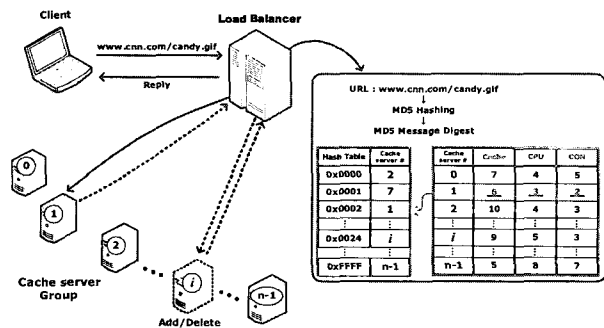 Client
Load Balancer
www.cnn.com/candy.gif
Reply
URL : www.cnn.com/candy.gif
MD5 Hashing
MD5 Message Digest
Hash Table Cache server #
0x0000 2
0x0001 7
0x0002 1
0x0024 i
0xFFFF n-1
Cache server # Cache CPU CON
0 7 4 5
1 6 3 2
2 10 4 3
i 9 5 3
n-1 5 8 7
0
1
2
i
n-1
Cache server
Group
Add/Delete